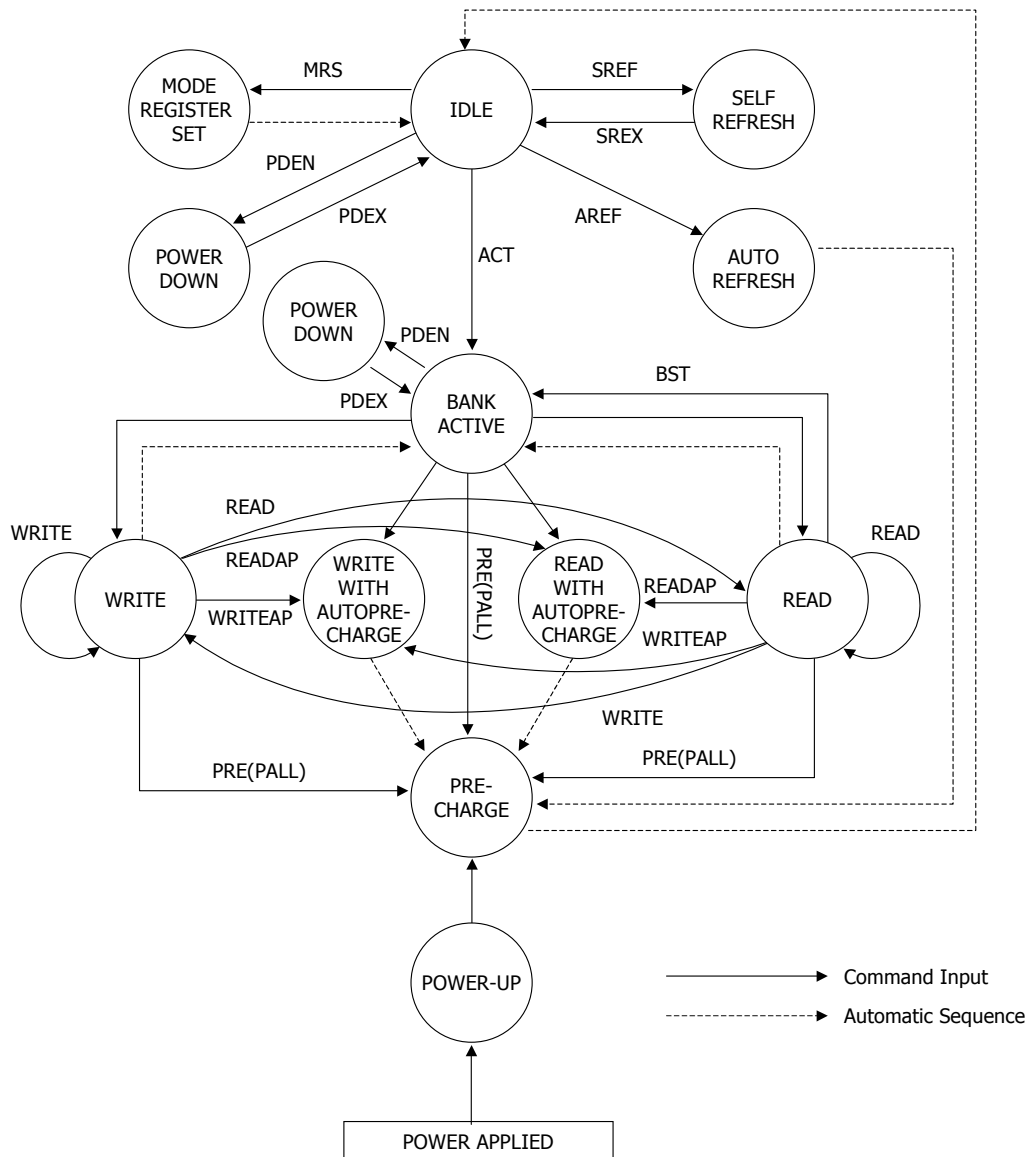 MRS
SREF
MODE
REGISTER
SET
IDLE
SELF
REFRESH
SREX
PDEN
PDEX
AREF
POWER
DOWN
ACT
AUTO
REFRESH
POWER
DOWN
PDEN
PDEX
BANK
ACTIVE
BST
WRITE
READ
READAP
READ
WRITE
WRITEAP
WRITE
WITH
AUTOPRE-
CHARGE
PRE(PALL)
READ
WITH
AUTOPRE-
CHARGE
READAP
WRITEAP
READ
WRITE
PRE(PALL)
PRE-
CHARGE
PRE(PALL)
POWER-UP
Command Input
Automatic Sequence
POWER APPLIED